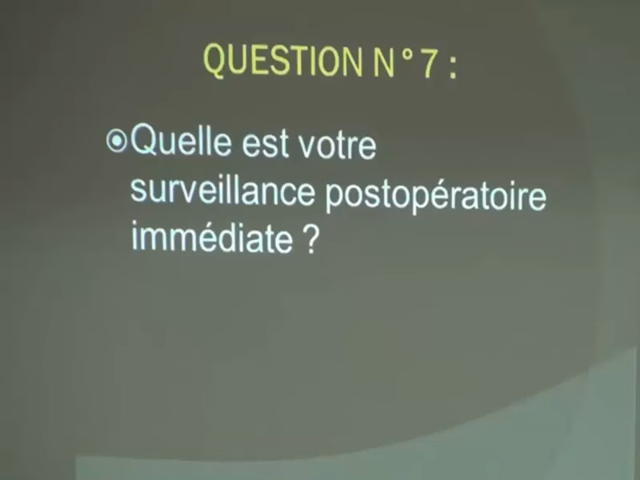 QUESTION N°7 :
Quelle est votre
surveillance postopératoire
immédiate ?